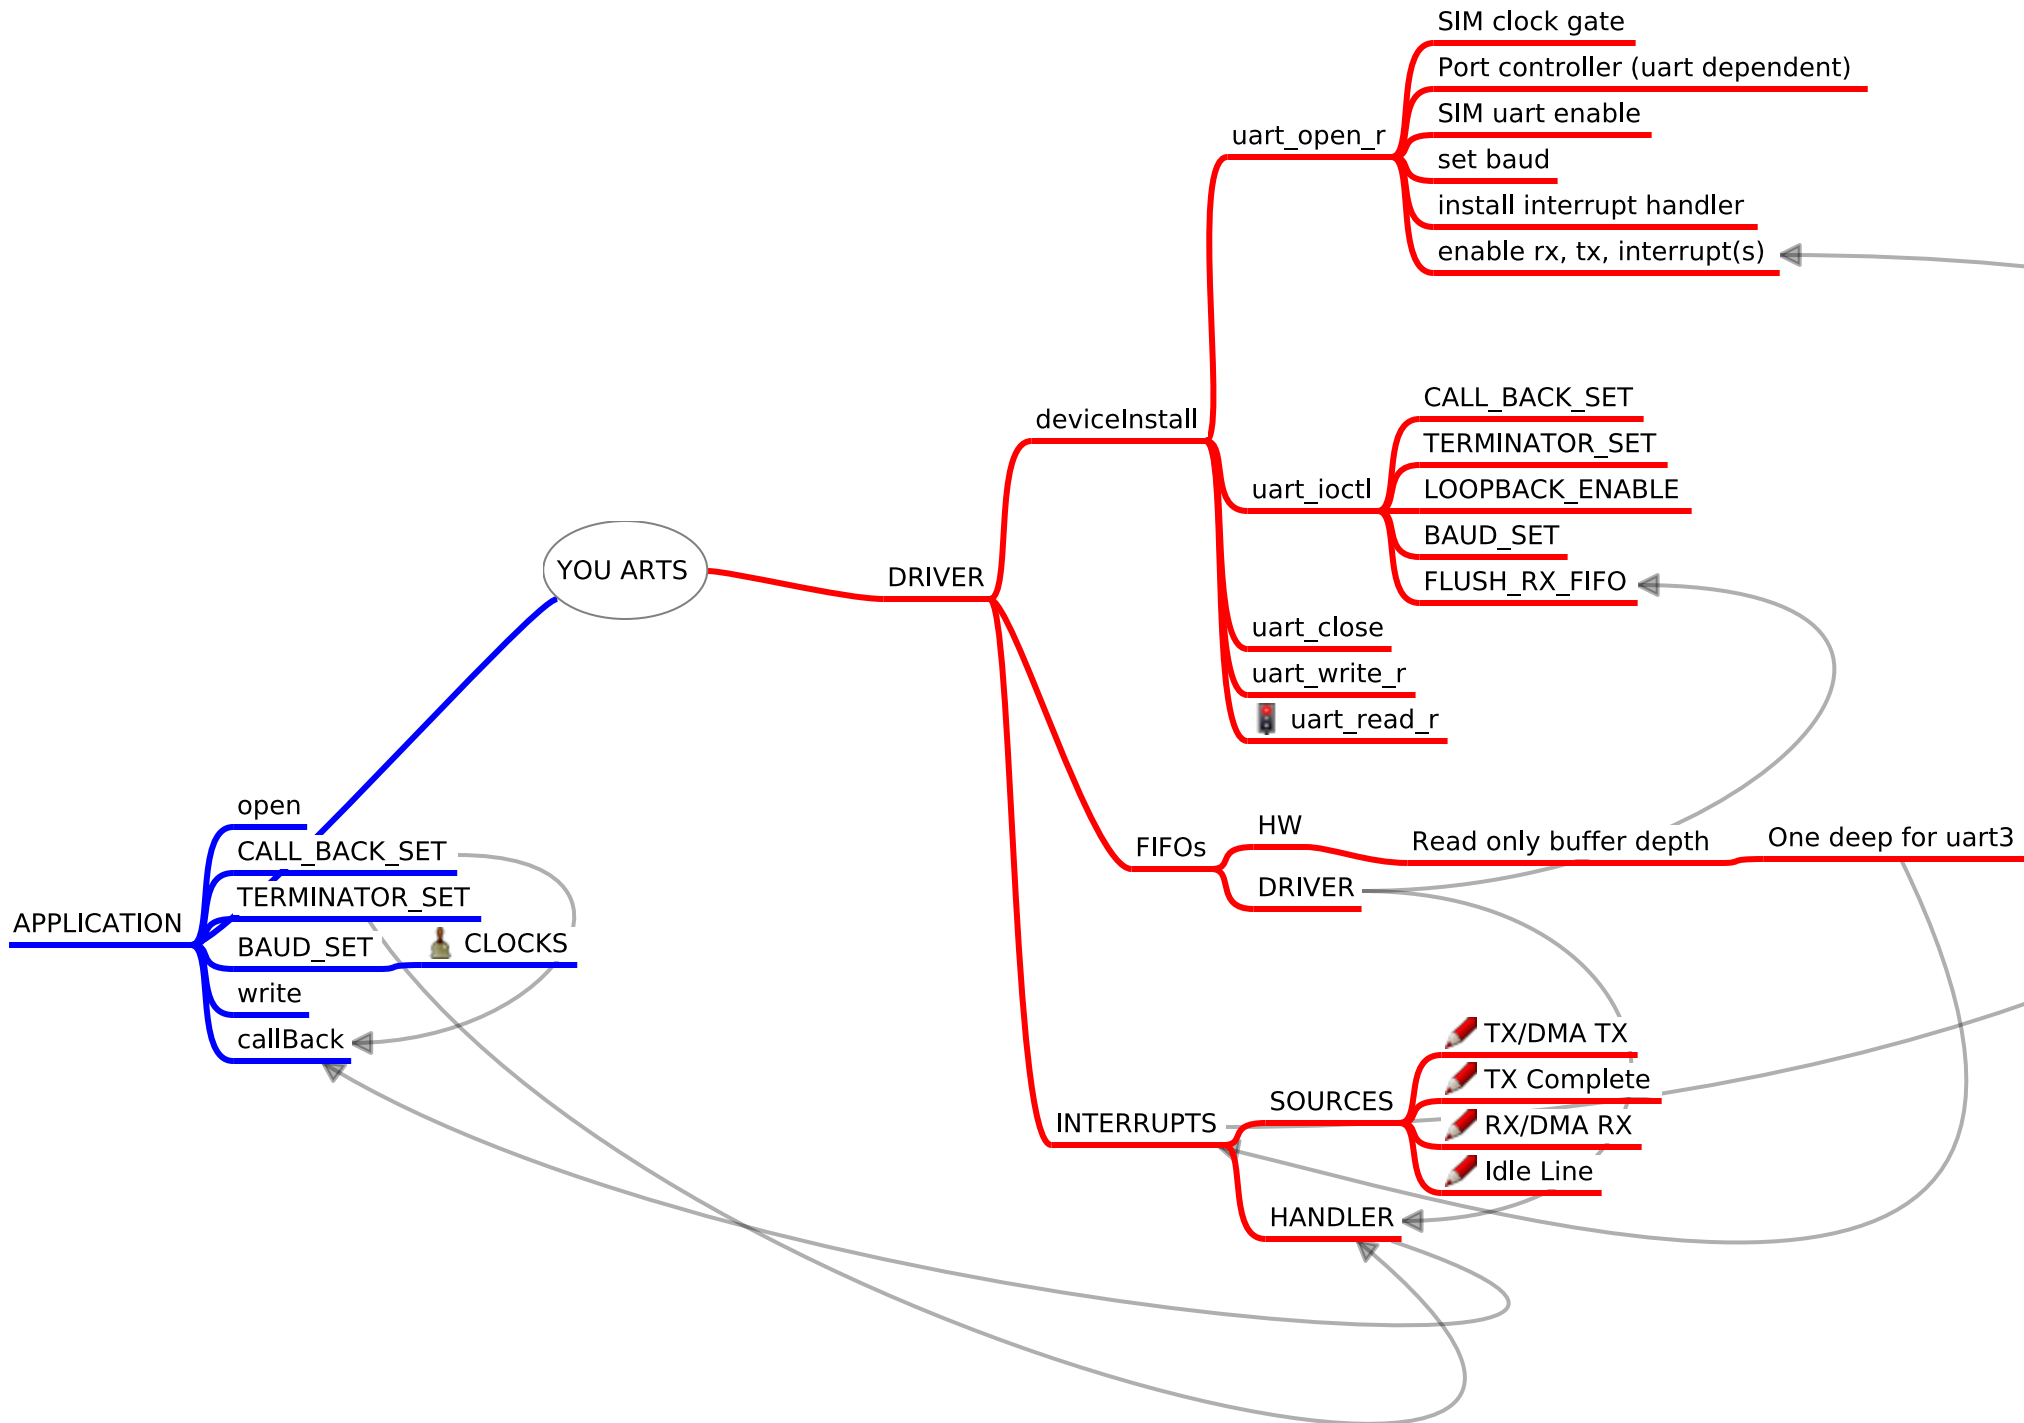 YOU ARTS
DRIVER
deviceInstall
uart_open_r
SIM clock gate
Port controller (uart dependent)
SIM uart enable
set baud
install interrupt handler
enable rx, tx, interrupt(s)
uart_ioctl
CALL_BACK_SET
TERMINATOR_SET
LOOPBACK_ENABLE
BAUD_SET
FLUSH_RX_FIFO
uart_close
uart_write_r
uart_read_r
FIFOs
HW
Read only buffer depth
One deep for uart3
DRIVER
INTERRUPTS
SOURCES
TX/DMA TX
TX Complete
RX/DMA RX
Idle Line
HANDLER
APPLICATION
open
CALL_BACK_SET
TERMINATOR_SET
BAUD_SET
CLOCKS
write
callBack